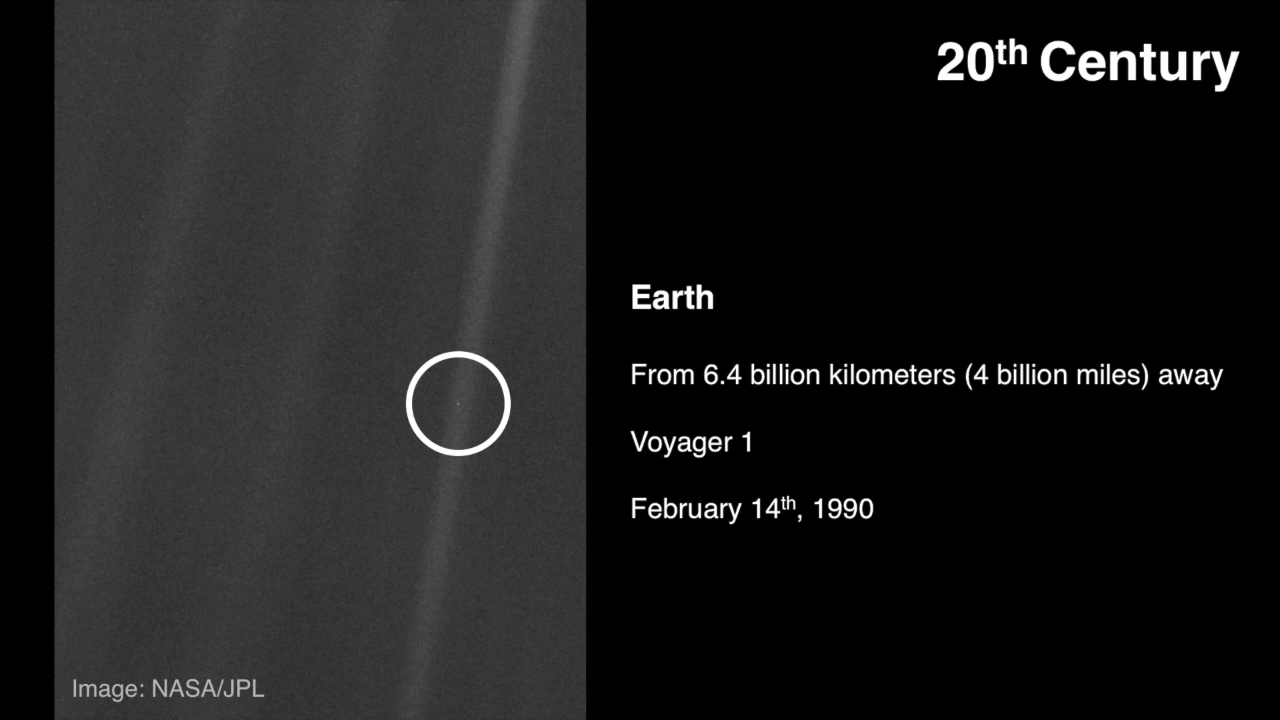 20th Century
Earth
From 6.4 billion kilometers (4 billion miles) away
Voyager 1
February 14th, 1990
Image: NASA/JPL